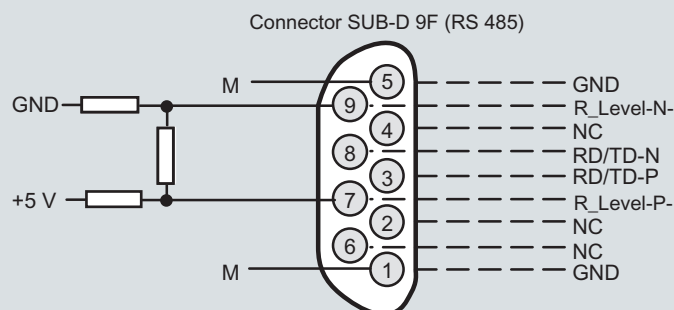 Connector SUB-D 9F (RS 485)
M 5 GND
GND 9 R_Level-N-
4 NC
8 RD/TD-N
3 RD/TD-P
+5 V 7 R_Level-P-
2 NC
6 NC
M 1 GND